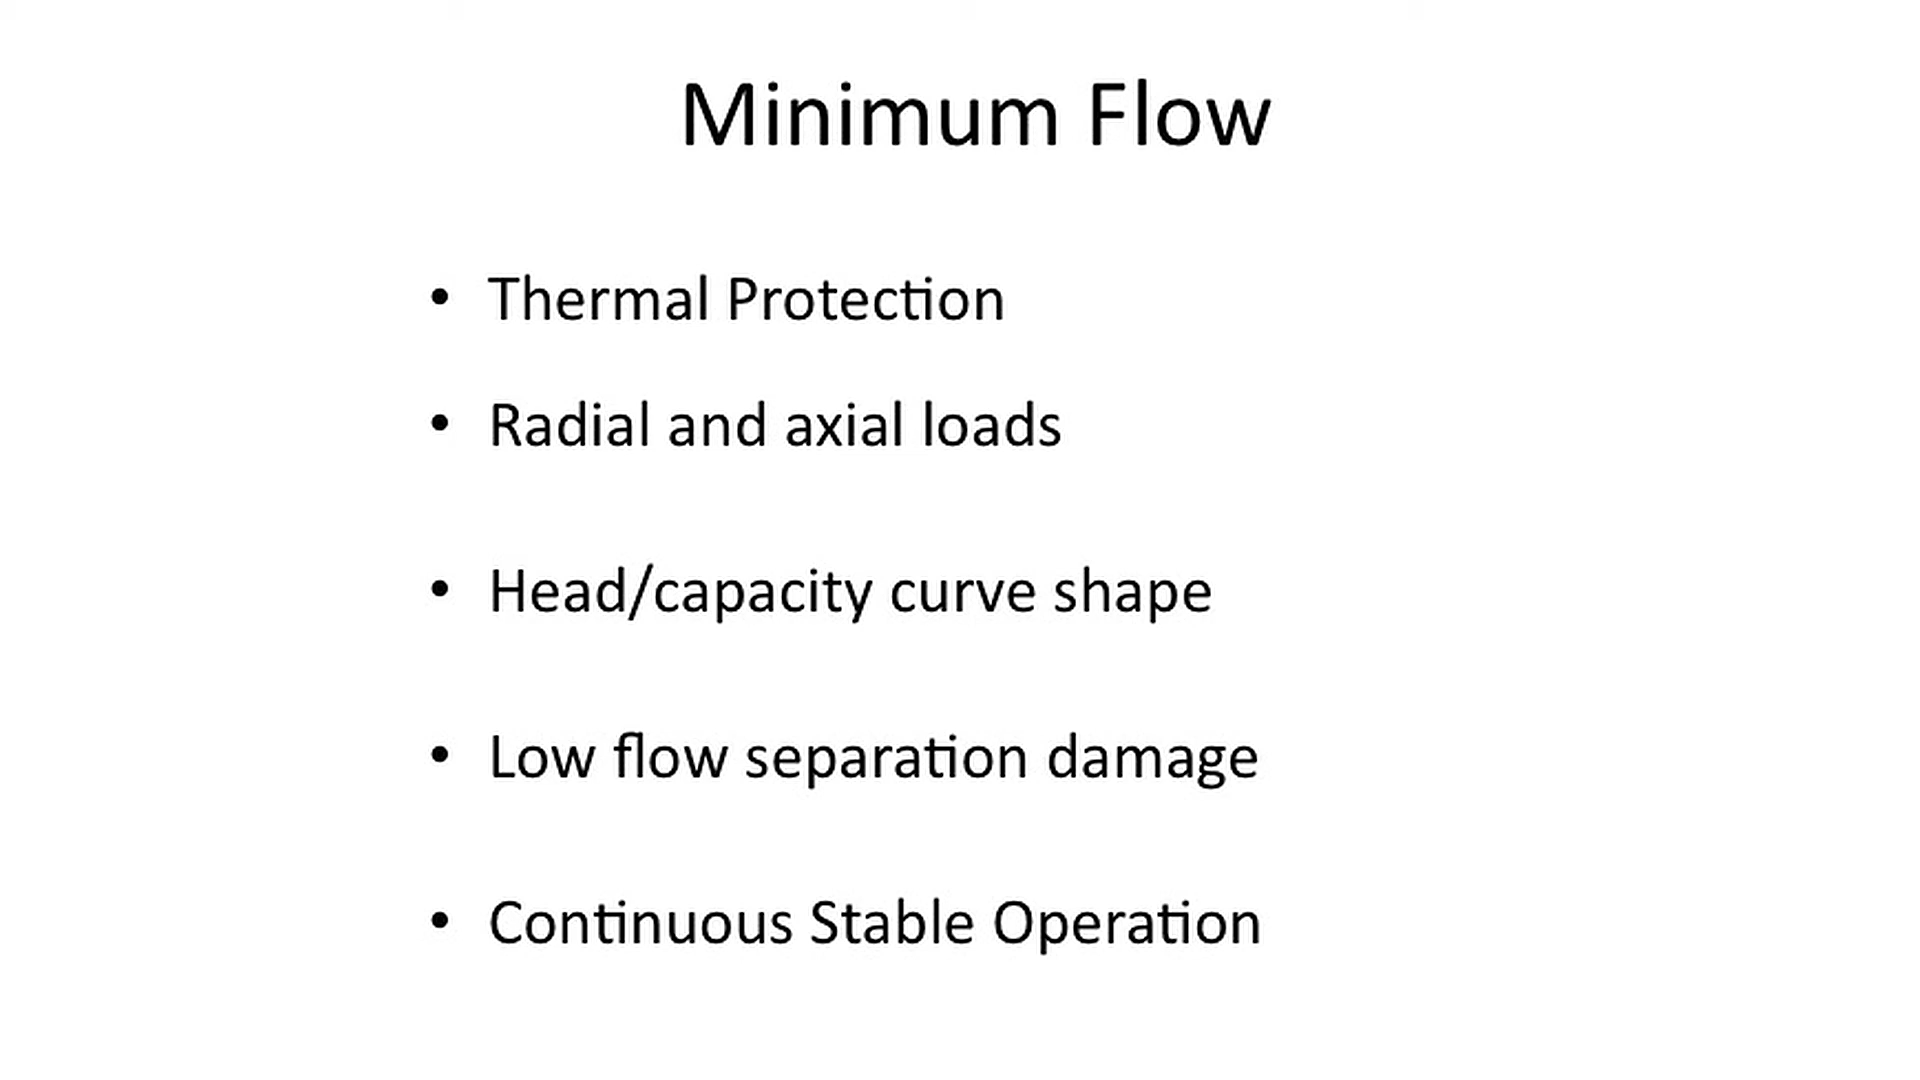 Minimum Flow
• Thermal Protection
• Radial and axial loads
• Head/capacity curve shape
• Low flow separation damage
• Continuous Stable Operation